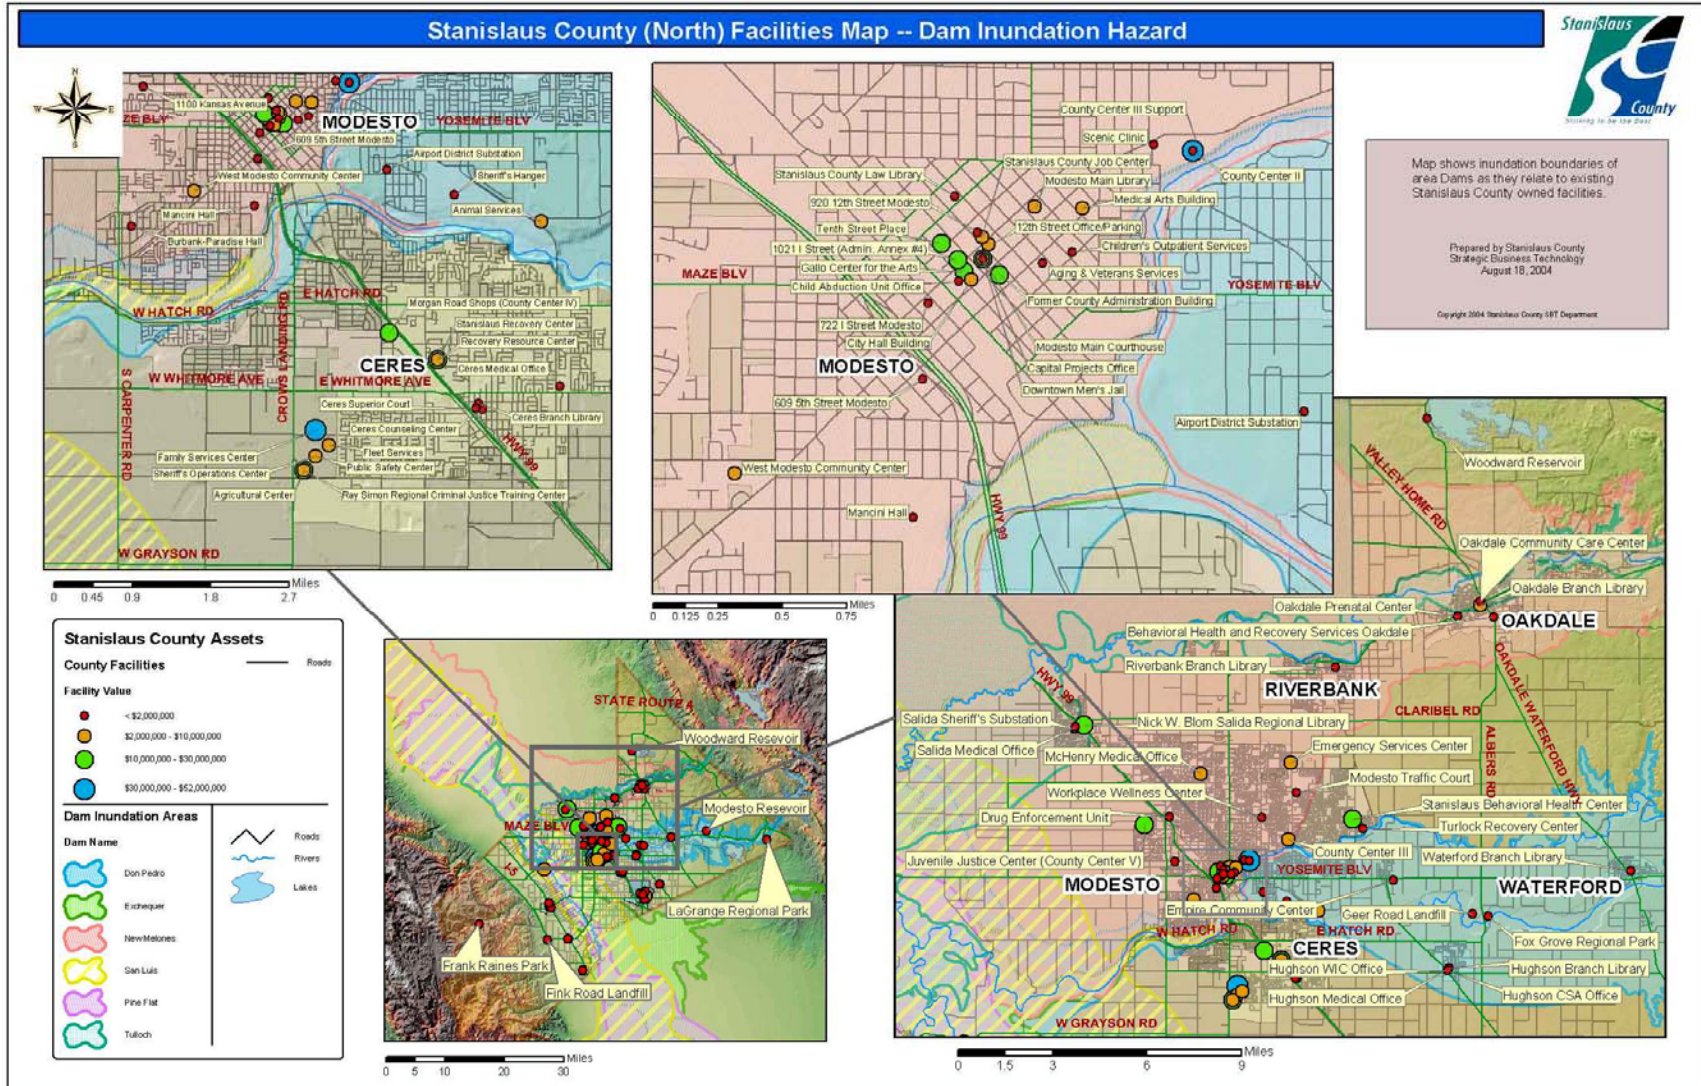 Stanislaus County (North) Facilities Map -- Dam Inundation Hazard
Stanislaus
County
Striving to be the Best
Map shows inundation boundaries of
area Dams as they relate to existing
Stanislaus County owned facilities.
Prepared by Stanislaus County
Strategic Business Technology
August 18, 2004
Copyright 2004 Stanislaus County SBT Department
N
W
E
S
1100 Kansas Avenue
MODESTO
YOSEMITE BLV
ZE BLV
609 5th Street Modesto
Airport District Substation
West Modesto Community Center
Sheriff's Hanger
Mancini Hall
Animal Services
Burbank-Paradise Hall
E HATCH RD
W HATCH RD
Morgan Road Shops (County Center IV)
Stanislaus Recovery Center
Recovery Resource Center
CERES
Ceres Medical Office
W WHITMORE AVE
E WHITMORE AVE
S CARPENTER RD
CROWS LANDING RD
Ceres Superior Court
Ceres Branch Library
Ceres Counseling Center
HWY 99
Family Services Center
Fleet Services
Sheriff's Operations Center
Public Safety Center
Agricultural Center
Ray Simon Regional Criminal Justice Training Center
W GRAYSON RD
0 0.45 0.9 1.8 2.7
Miles
County Center III Support
Scenic Clinic
Stanislaus County Job Center
Stanislaus County Law Library
Modesto Main Library
County Center II
920 12th Street Modesto
Medical Arts Building
Tenth Street Place
12th Street Office/Parking
1021 I Street (Admin. Annex #4)
Children's Outpatient Services
Gallo Center for the Arts
Aging & Veterans Services
MAZE BLV
Child Abduction Unit Office
YOSEMITE BLV
Former County Administration Building
722 I Street Modesto
City Hall Building
Modesto Main Courthouse
MODESTO
Capital Projects Office
609 5th Street Modesto
Downtown Men's Jail
Airport District Substation
West Modesto Community Center
HWY 99
Mancini Hall
0 0.125 0.25 0.5 0.75
Miles
Stanislaus County Assets
County Facilities
Roads
Facility Value
< $2,000,000
$2,000,000 - $10,000,000
$10,000,000 - $30,000,000
$30,000,000 - $52,000,000
Dam Inundation Areas
Dam Name
Don Pedro
Exchequer
New Melones
San Luis
Pine Flat
Tulloch
Roads
Rivers
Lakes
STATE ROUTE 4
Woodward Resevoir
Modesto Resevoir
MAZE BLV
I-5
LaGrange Regional Park
Frank Raines Park
Fink Road Landfill
0 5 10 20 30
Miles
Woodward Reservoir
VALLEY HOME RD
Oakdale Community Care Center
Oakdale Branch Library
Oakdale Prenatal Center
OAKDALE
Behavioral Health and Recovery Services Oakdale
Riverbank Branch Library
RIVERBANK
HWY 99
OAKDALE WATERFORD HWY
CLARIBEL RD
Salida Sheriff's Substation
Nick W. Blom Salida Regional Library
Salida Medical Office
ALBERS RD
McHenry Medical Office
Emergency Services Center
Modesto Traffic Court
Workplace Wellness Center
Stanislaus Behavioral Health Center
Drug Enforcement Unit
Turlock Recovery Center
County Center III
Juvenile Justice Center (County Center V)
YOSEMITE BLV
Waterford Branch Library
MODESTO
WATERFORD
Empire Community Center
Geer Road Landfill
W HATCH RD
E HATCH RD
Fox Grove Regional Park
CERES
Hughson WIC Office
Hughson Branch Library
Hughson Medical Office
Hughson CSA Office
W GRAYSON RD
0 1.5 3 6 9
Miles